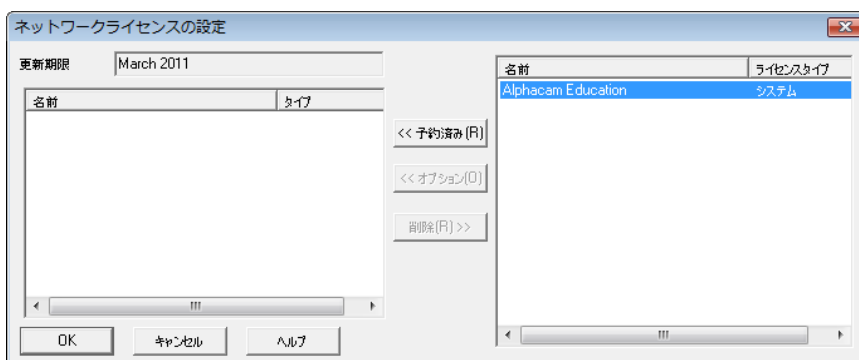 ネットワークライセンスの設定
更新期限 March 2011
名前 タイプ
<< 予約済み(R)
<< オプション(O)
削除(R) >>
名前 ライセンスタイプ
Alphacam Education システム
OK キャンセル ヘルプ